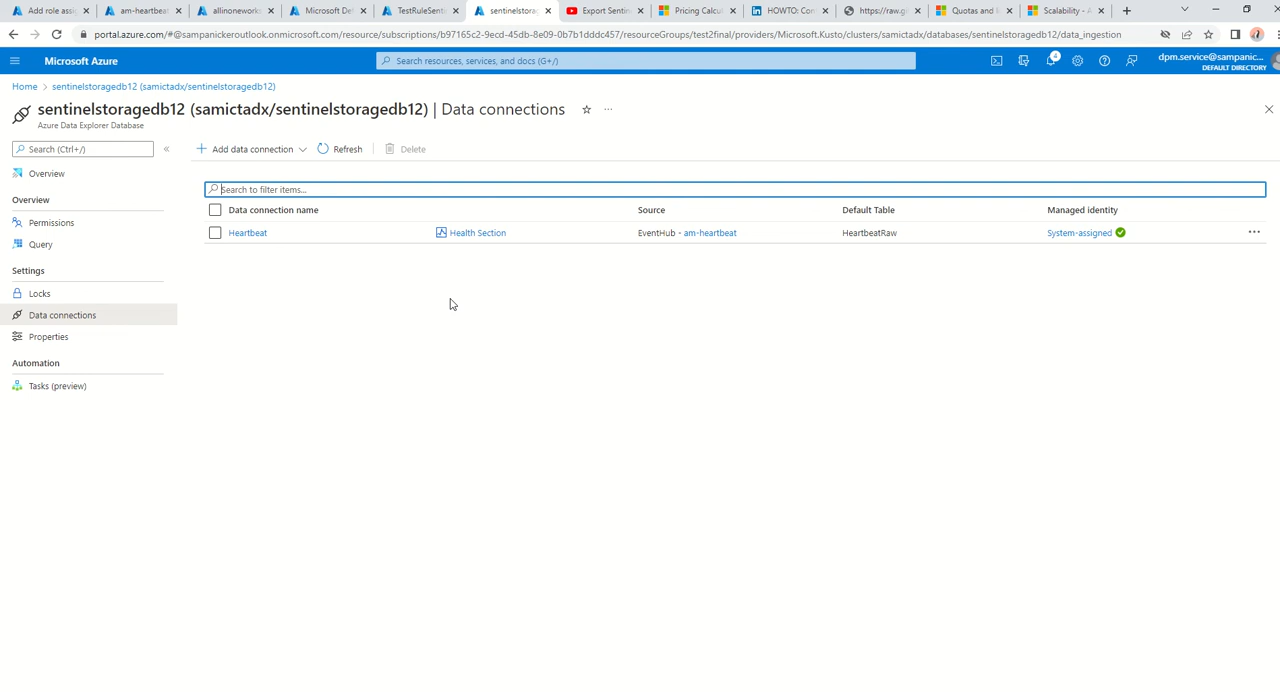 Add role assi
am-heartbea
allinonework
Microsoft De
TestRuleSenti
sentinelstorag
Export Sentin
Pricing Calcu
HOWTO: Con
https://raw.gi
Quotas and l
Scalability - A
portal.azure.com/#@sampanickeroutlook.onmicrosoft.com/resource/subscriptions/b97165c2-9ecd-45db-8e09-0b7b1dddc457/resourceGroups/test2final/providers/Microsoft.Kusto/clusters/samictadx/databases/sentinelstoragedb12/data_ingestion
Microsoft Azure
Search resources, services, and docs (G+/)
4
dpm.service@sampanic...
DEFAULT DIRECTORY
Home > sentinelstoragedb12 (samictadx/sentinelstoragedb12)
sentinelstoragedb12 (samictadx/sentinelstoragedb12) | Data connections
Azure Data Explorer Database
Search (Ctrl+/)
Add data connection
Refresh
Delete
Overview
Search to filter items...
Overview
Data connection name
Source
Default Table
Managed identity
Permissions
Heartbeat
Health Section
EventHub - am-heartbeat
HeartbeatRaw
System-assigned
Query
Settings
Locks
Data connections
Properties
Automation
Tasks (preview)